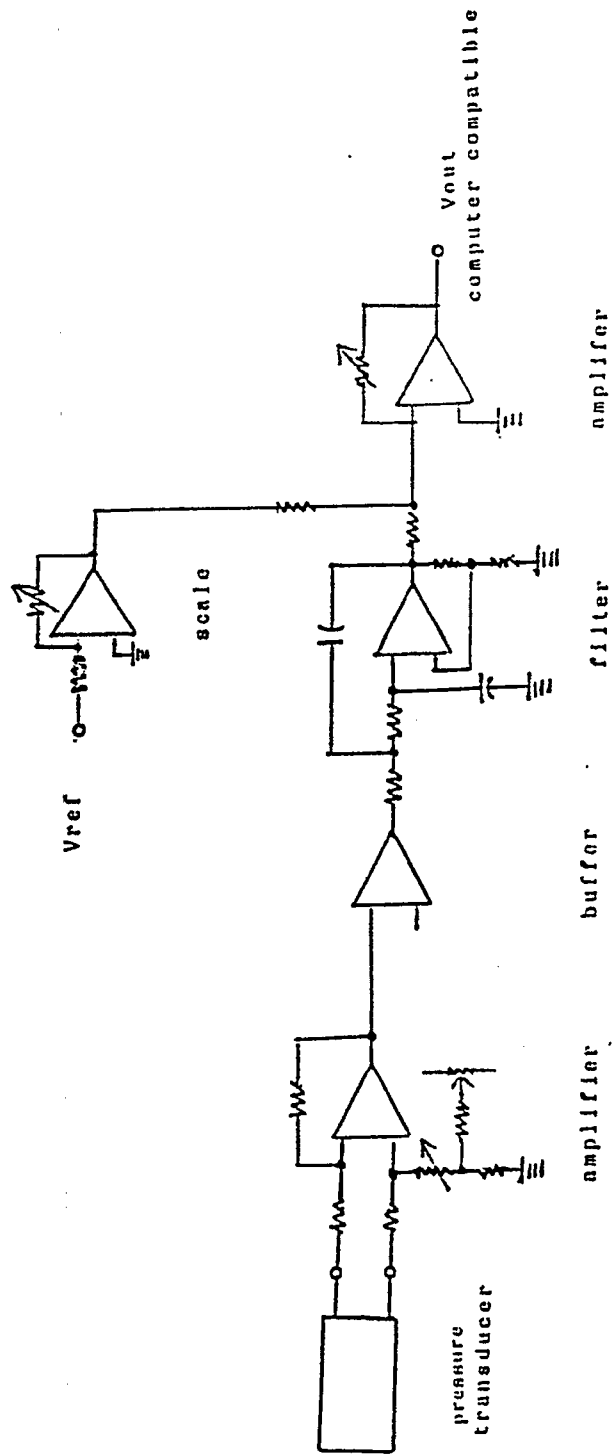 Vref
scale
Vout
computer compatible
pressure
transducer
amplifier
buffer
filter
amplifer